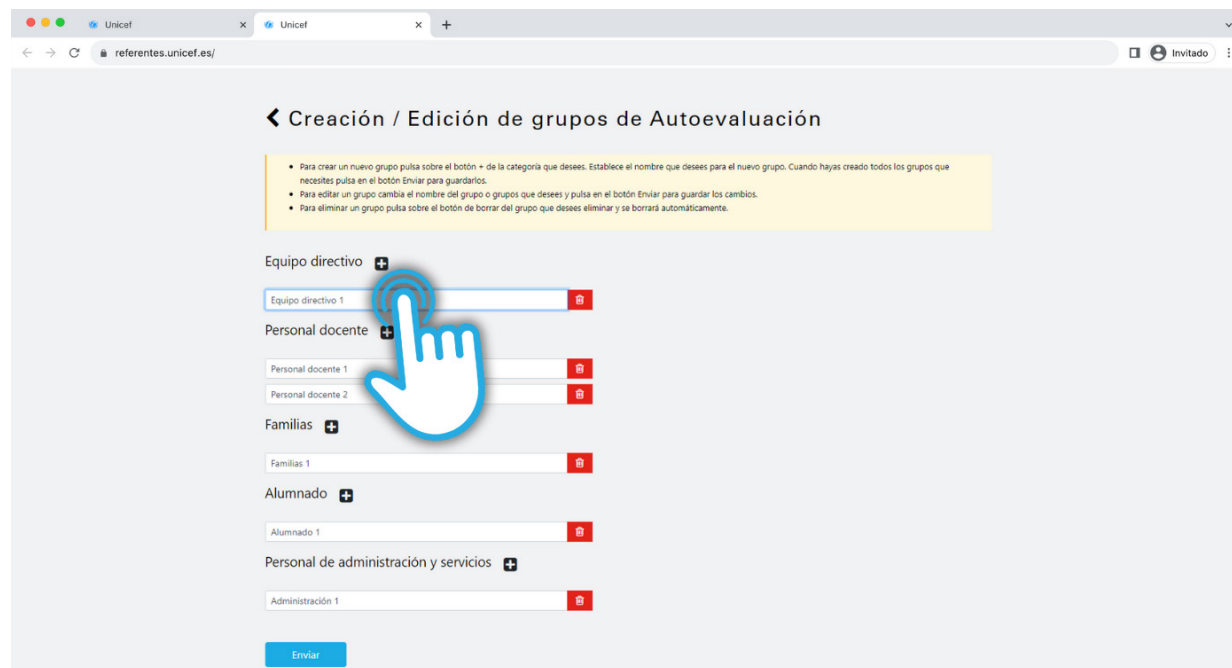 Unicef
Unicef
referentes.unicef.es/
Invitado
Creación / Edición de grupos de Autoevaluación
Para crear un nuevo grupo pulsa sobre el botón + de la categoría que desees. Establece el nombre que desees para el nuevo grupo. Cuando hayas creado todos los grupos que
necesites pulsa en el botón Enviar para guardarlos.
Para editar un grupo cambia el nombre del grupo o grupos que desees y pulsa en el botón Enviar para guardar los cambios.
Para eliminar un grupo pulsa sobre el botón de borrar del grupo que desees eliminar y se borrará automáticamente.
Equipo directivo
Equipo directivo 1
Personal docente
Personal docente 1
Personal docente 2
Familias
Familias 1
Alumnado
Alumnado 1
Personal de administración y servicios
Administración 1
Enviar